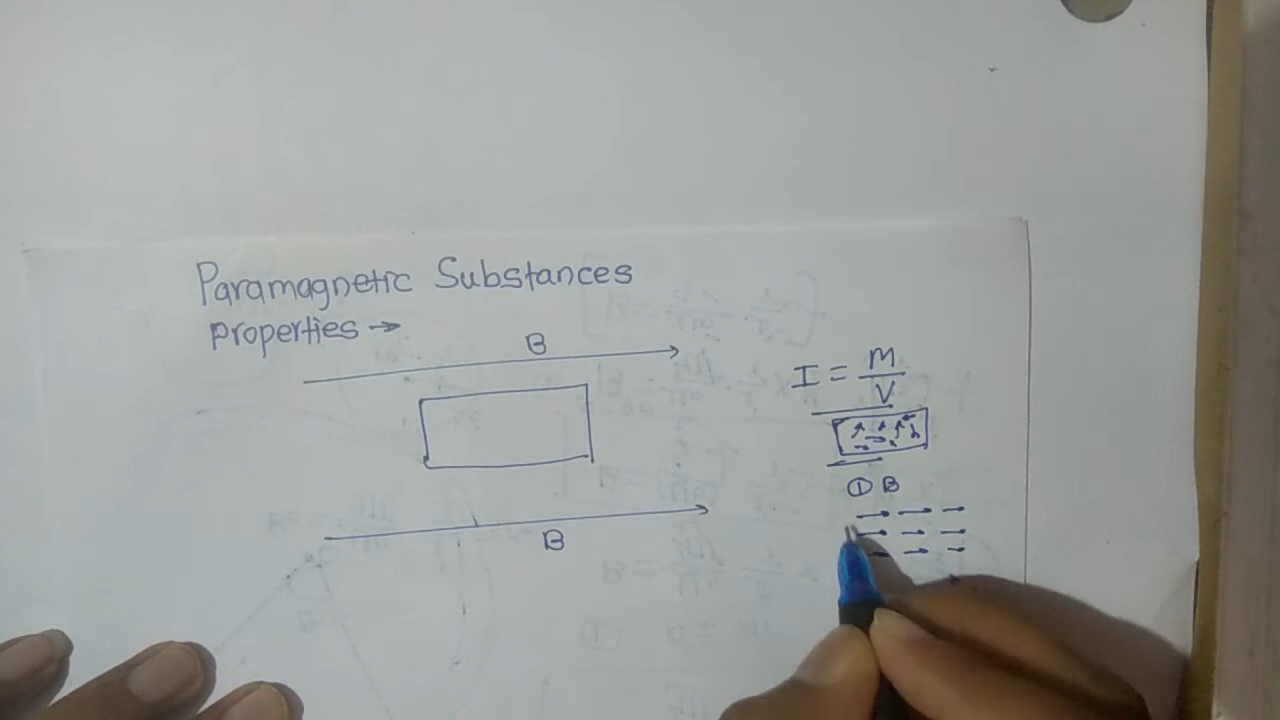 Paramagnetic Substances
Properties →
B
B
I = M/V
① B